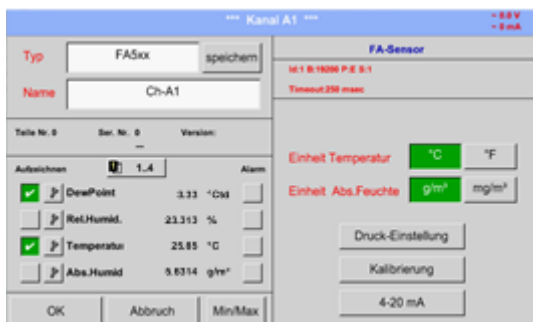 *** Kanal A1 ***
~ 0.0 V
~ 0 mA
Typ
FA5xx
speichern
Name
Ch-A1
Teile Nr. 0 Ser. Nr. 0 Version:
---
Aufzeichnen 1..4 Alarm
DewPoint 3.33 °Ctd
Rel.Humid. 23.313 %
Temperatur 25.85 °C
Abs.Humid 5.6314 g/m³
OK
Abbruch
Min/Max
FA-Sensor
Id:1 B:19200 P:E S:1
Timeout:250 msec
Einheit Temperatur °C °F
Einheit Abs.Feuchte g/m³ mg/m³
Druck-Einstellung
Kalibrierung
4-20 mA